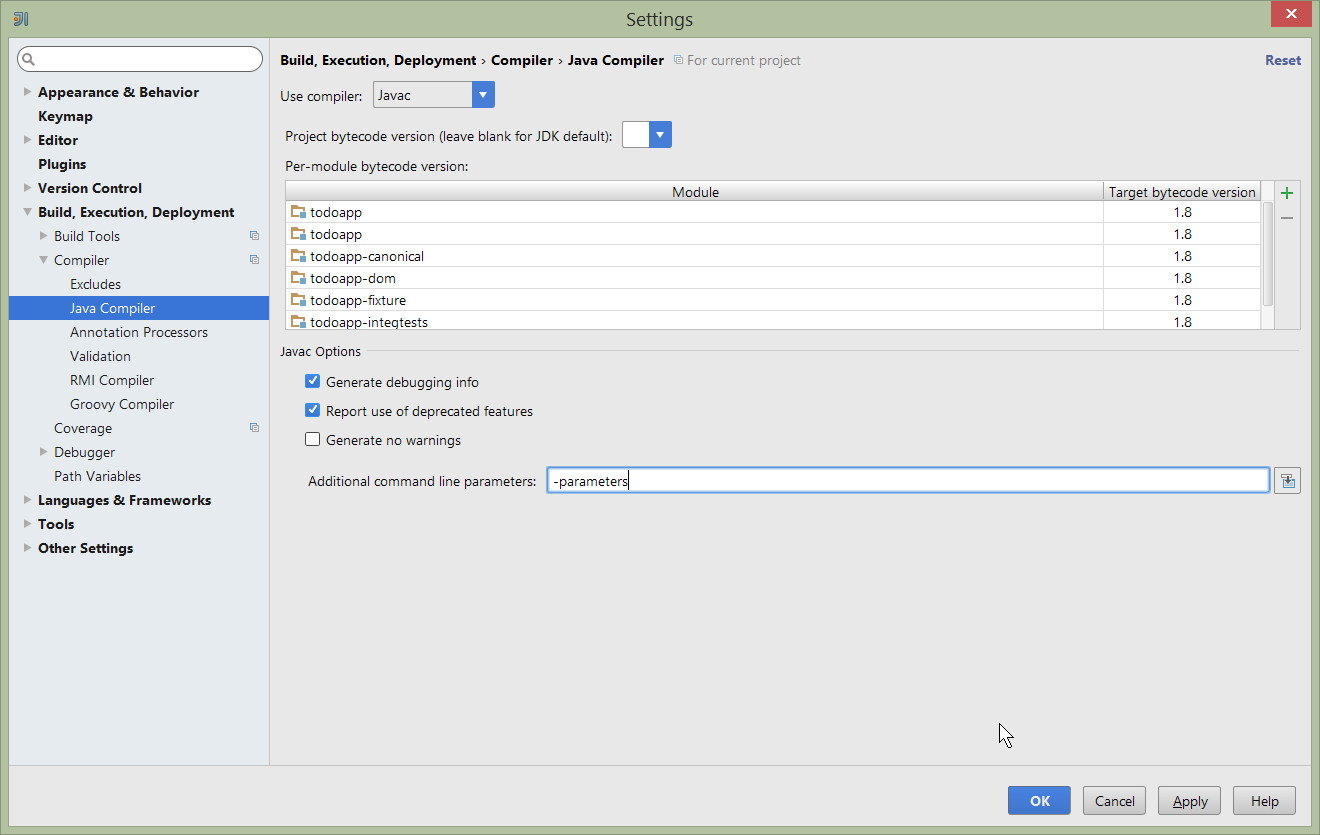 Settings
Build, Execution, Deployment › Compiler › Java Compiler For current project Reset
Appearance & Behavior
Keymap
Editor
Plugins
Version Control
Build, Execution, Deployment
Build Tools
Compiler
Excludes
Java Compiler
Annotation Processors
Validation
RMI Compiler
Groovy Compiler
Coverage
Debugger
Path Variables
Languages & Frameworks
Tools
Other Settings
Use compiler: Javac
Project bytecode version (leave blank for JDK default):
Per-module bytecode version:
Module Target bytecode version
todoapp 1.8
todoapp 1.8
todoapp-canonical 1.8
todoapp-dom 1.8
todoapp-fixture 1.8
todoapp-integtests 1.8
Javac Options
Generate debugging info
Report use of deprecated features
Generate no warnings
Additional command line parameters: -parameters
OK Cancel Apply Help